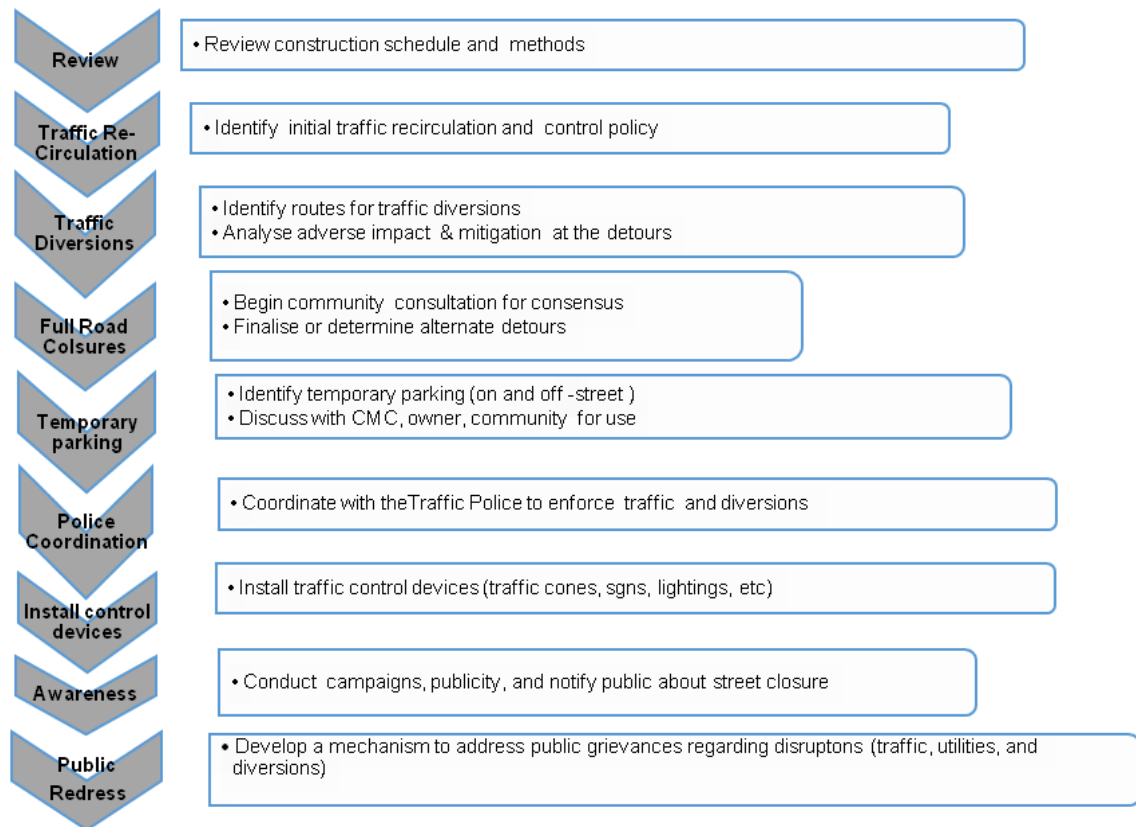 Review
• Review construction schedule and methods
Traffic Re-
Circulation
• Identify initial traffic recirculation and control policy
Traffic
Diversions
• Identify routes for traffic diversions
• Analyse adverse impact & mitigation at the detours
Full Road
Colsures
• Begin community consultation for consensus
• Finalise or determine alternate detours
Temporary
parking
• Identify temporary parking (on and off -street )
• Discuss with CMC, owner, community for use
Police
Coordination
• Coordinate with theTraffic Police to enforce traffic and diversions
Install control
devices
• Install traffic control devices (traffic cones, sgns, lightings, etc)
Awareness
• Conduct campaigns, publicity, and notify public about street closure
Public
Redress
• Develop a mechanism to address public grievances regarding disruptons (traffic, utilities, and
diversions)